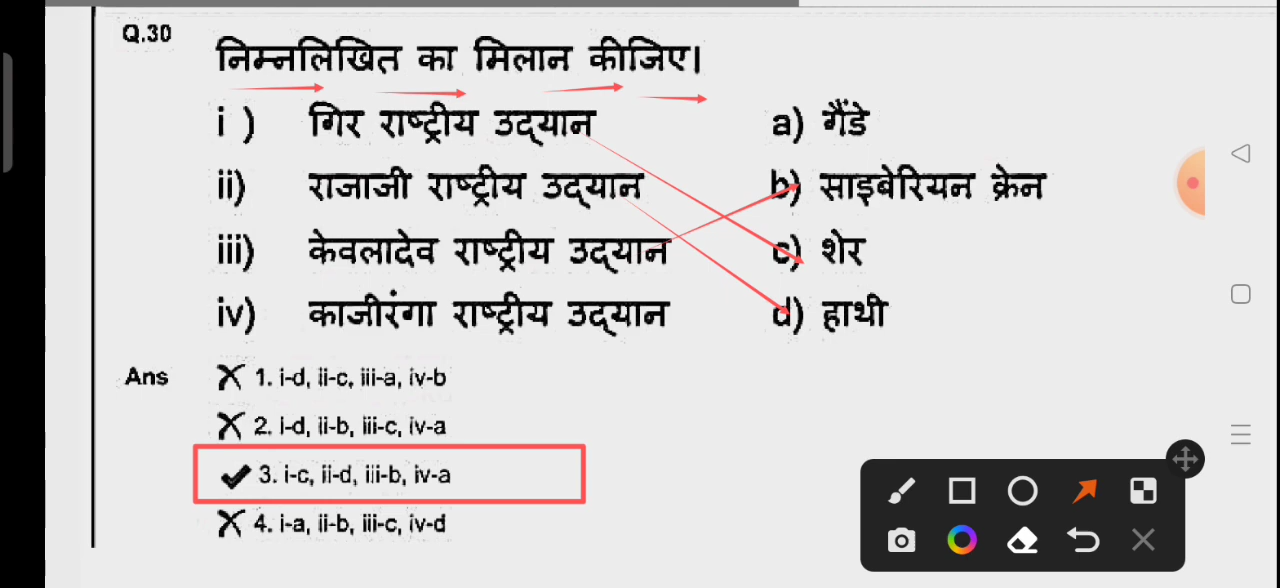 Q.30
निम्नलिखित का मिलान कीजिए।
i ) गिर राष्ट्रीय उद्यान a) गैंडे
ii) राजाजी राष्ट्रीय उद्यान b) साइबेरियन क्रेन
iii) केवलादेव राष्ट्रीय उद्यान c) शेर
iv) काजीरंगा राष्ट्रीय उद्यान d) हाथी
Ans 1. i-d, ii-c, iii-a, iv-b
2. i-d, ii-b, iii-c, iv-a
3. i-c, ii-d, iii-b, iv-a
4. i-a, ii-b, iii-c, iv-d